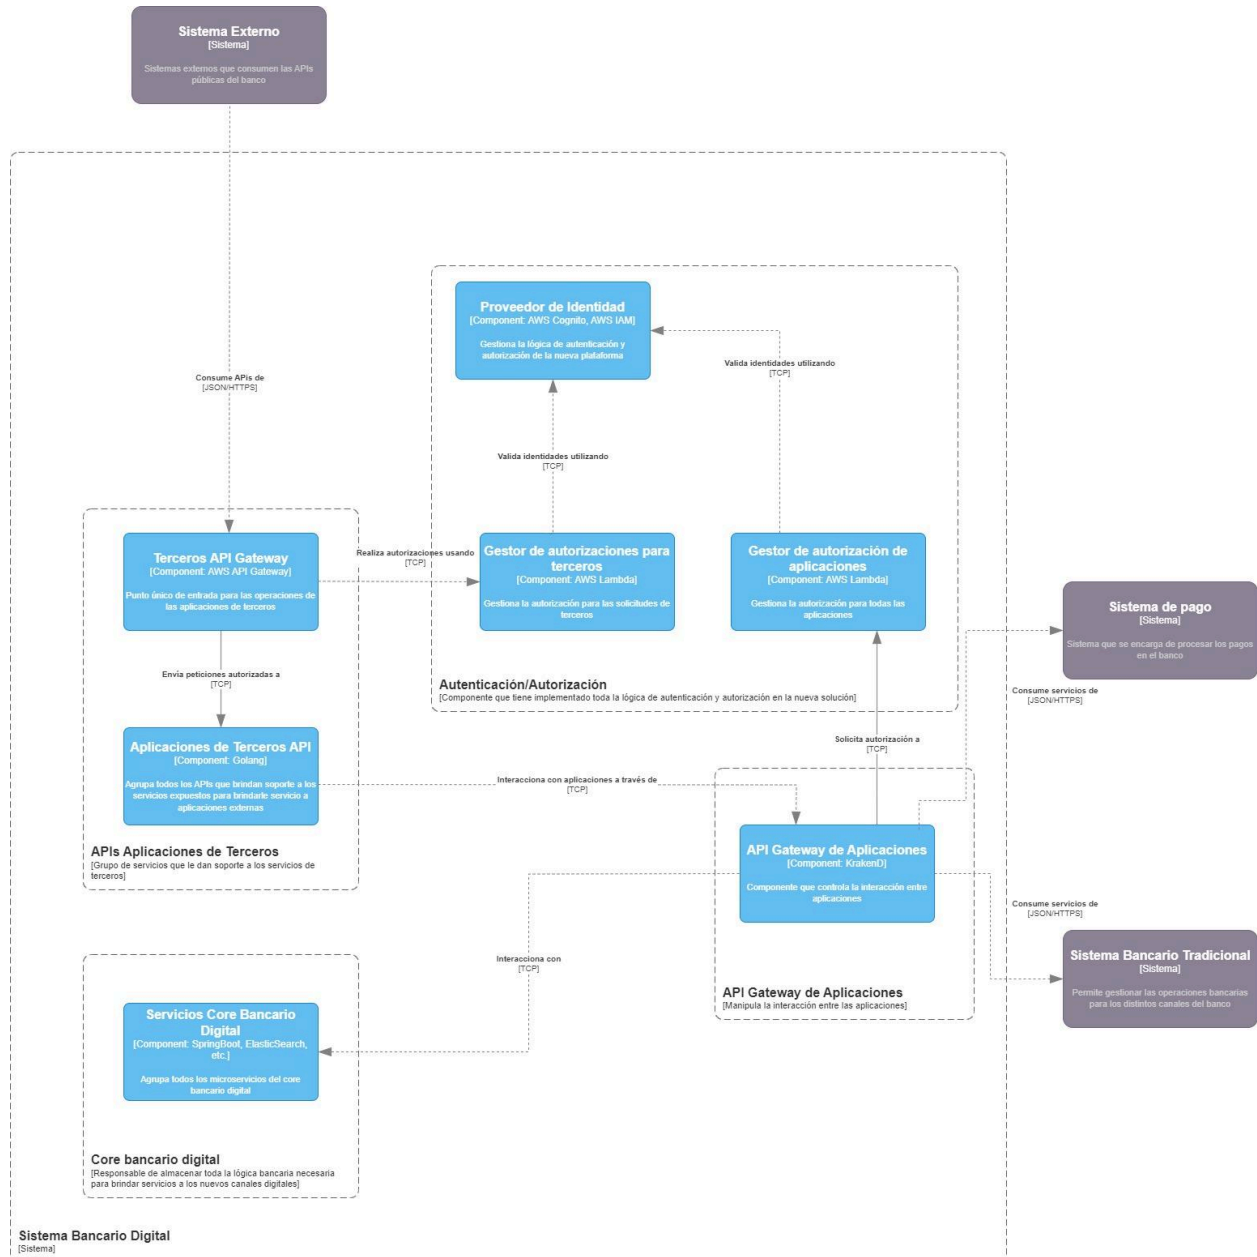 Sistema Externo
[Sistema]
Sistemas externos que consumen las APIs
públicas del banco
Consume APIs de
[JSON/HTTPS]
Proveedor de Identidad
[Component: AWS Cognito, AWS IAM]
Gestiona la lógica de autenticación y
autorización de la nueva plataforma
Valida identidades utilizando
[TCP]
Valida identidades utilizando
[TCP]
Terceros API Gateway
[Component: AWS API Gateway]
Punto único de entrada para las operaciones de
las aplicaciones de terceros
Realiza autorizaciones usando
[TCP]
Gestor de autorizaciones para
terceros
[Component: AWS Lambda]
Gestiona la autorización para las solicitudes de
terceros
Gestor de autorización de
aplicaciones
[Component: AWS Lambda]
Gestiona la autorización para todas las
aplicaciones
Sistema de pago
[Sistema]
Sistema que se encarga de procesar los pagos
en el banco
Envía peticiones autorizadas a
[TCP]
Autenticación/Autorización
[Componente que tiene implementado toda la lógica de autenticación y autorización en la nueva solución]
Consume servicios de
[JSON/HTTPS]
Aplicaciones de Terceros API
[Component: Golang]
Agrupa todos los APIs que brindan soporte a los
servicios expuestos para brindarle servicio a
aplicaciones externas
Solicita autorización a
[TCP]
Interacciona con aplicaciones a través de
[TCP]
APIs Aplicaciones de Terceros
[Grupo de servicios que le dan soporte a los servicios de
terceros]
API Gateway de Aplicaciones
[Component: KrakenD]
Componente que controla la interacción entre
aplicaciones
Consume servicios de
[JSON/HTTPS]
Interacciona con
[TCP]
Sistema Bancario Tradicional
[Sistema]
Permite gestionar las operaciones bancarias
para los distintos canales del banco
API Gateway de Aplicaciones
[Manipula la interacción entre las aplicaciones]
Servicios Core Bancario
Digital
[Component: SpringBoot, ElasticSearch,
etc.]
Agrupa todos los microservicios del core
bancario digital
Core bancario digital
[Responsable de almacenar toda la lógica bancaria necesaria
para brindar servicios a los nuevos canales digitales]
Sistema Bancario Digital
[Sistema]